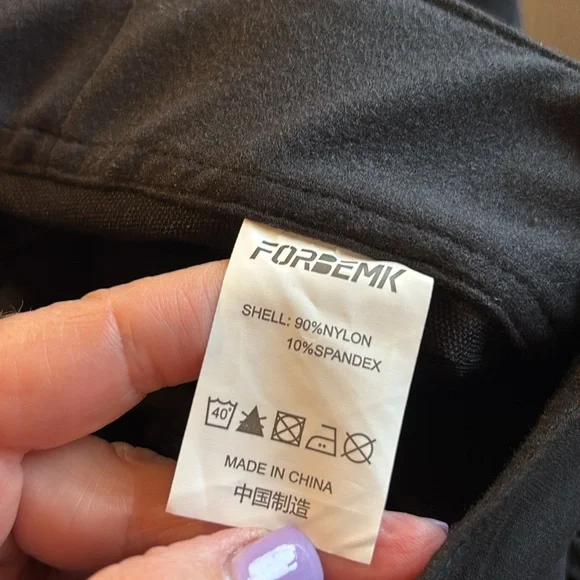 FORBEMK
SHELL: 90%NYLON
10%SPANDEX
40°
MADE IN CHINA
中国制造